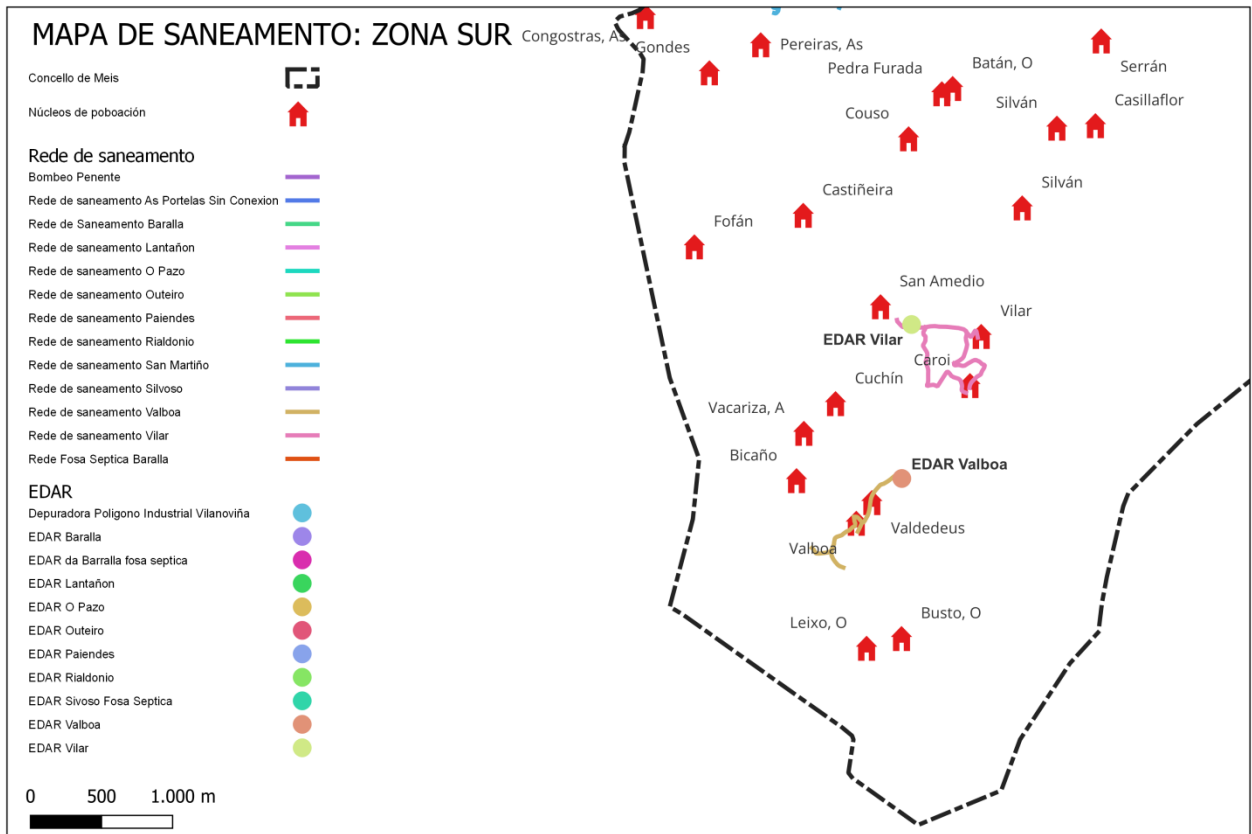 MAPA DE SANEAMENTO: ZONA SUR
Concello de Meis
Núcleos de poboación
Rede de saneamento
Bombeo Penente
Rede de saneamento As Portelas Sin Conexion
Rede de Saneamento Baralla
Rede de saneamento Lantañon
Rede de saneamento O Pazo
Rede de saneamento Outeiro
Rede de saneamento Paiendes
Rede de saneamento Rialdonio
Rede de saneamento San Martiño
Rede de saneamento Silvoso
Rede de saneamento Valboa
Rede de saneamento Vilar
Rede Fosa Septica Baralla
EDAR
Depuradora Poligono Industrial Vilanoviña
EDAR Baralla
EDAR da Barralla fosa septica
EDAR Lantañon
EDAR O Pazo
EDAR Outeiro
EDAR Paiendes
EDAR Rialdonio
EDAR Sivoso Fosa Septica
EDAR Valboa
EDAR Vilar
0 500 1.000 m
Congostras, As
Gondes
Pereiras, As
Pedra Furada
Batán, O
Serrán
Couso
Silván
Casillaflor
Castiñeira
Silván
Fofán
San Amedio
Vilar
EDAR Vilar
Caroi
Cuchín
Vacariza, A
Bicaño
EDAR Valboa
Valdedeus
Valboa
Leixo, O
Busto, O